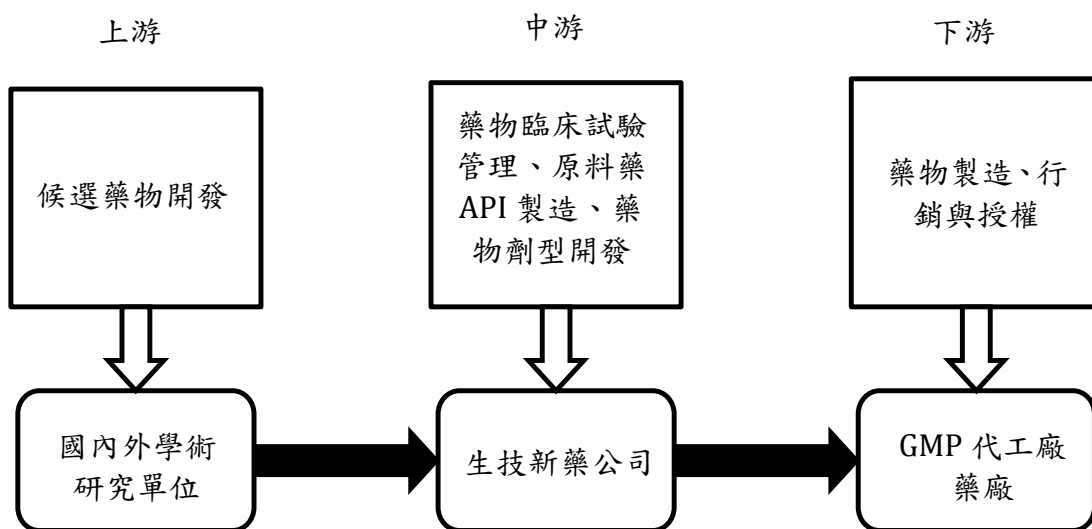 上游
中游
下游
候選藥物開發
藥物臨床試驗
管理、原料藥
API 製造、藥
物劑型開發
藥物製造、行
銷與授權
國內外學術
研究單位
生技新藥公司
GMP 代工廠
藥廠